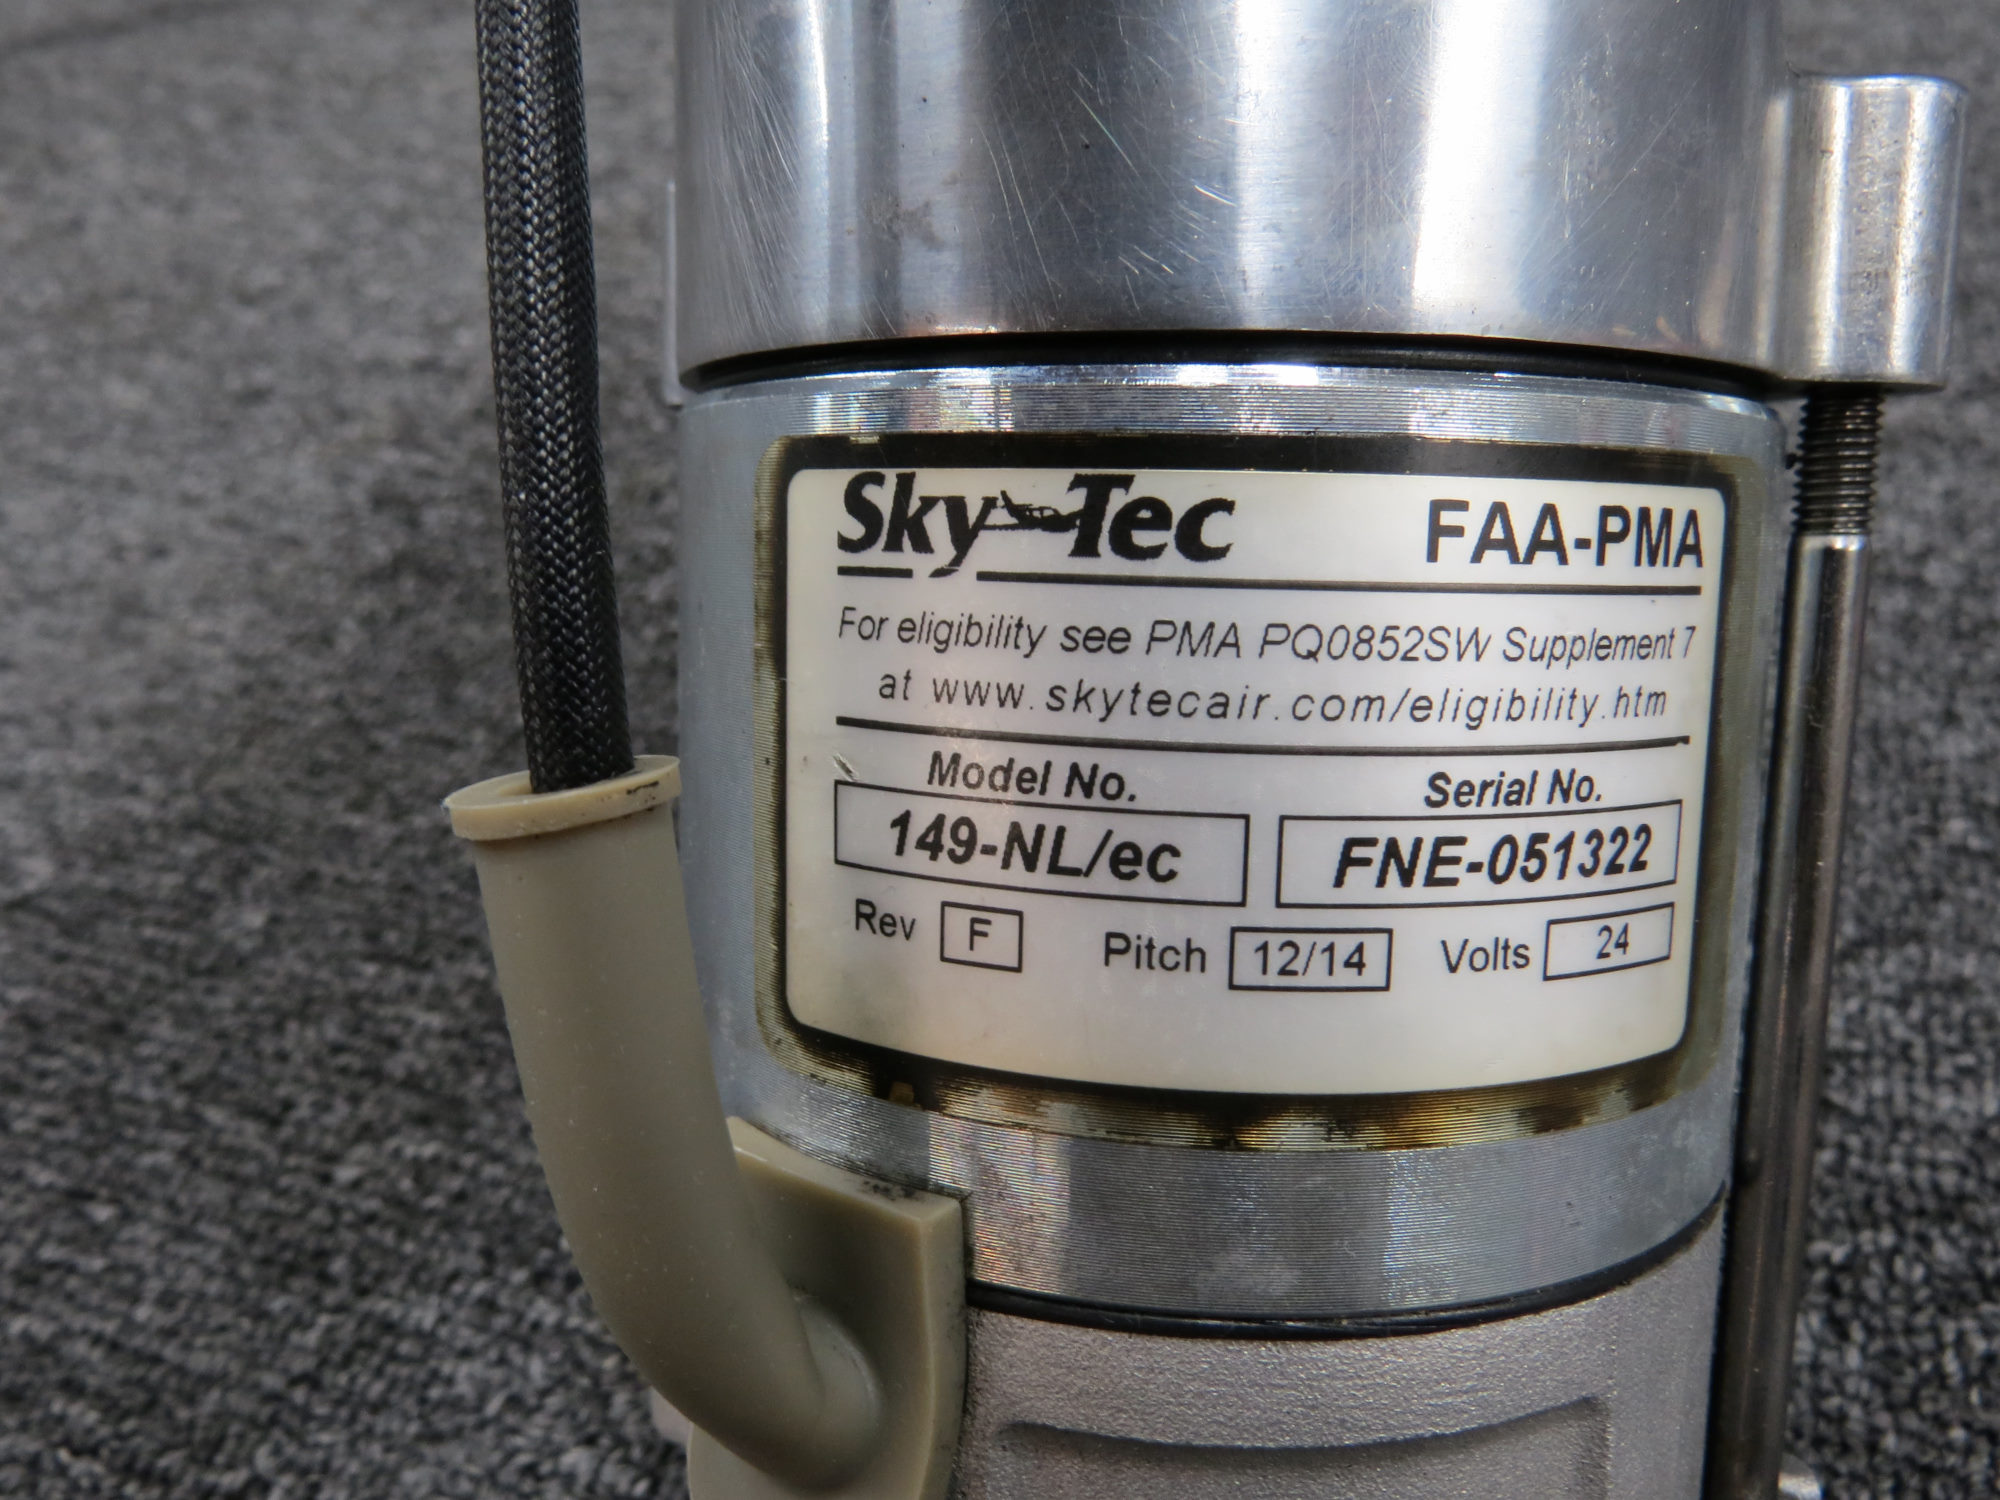 Sky-Tec FAA-PMA
For eligibility see PMA PQ0852SW Supplement 7
at www.skytecair.com/eligibility.htm
Model No. Serial No.
149-NL/ec FNE-051322
Rev F Pitch 12/14 Volts 24